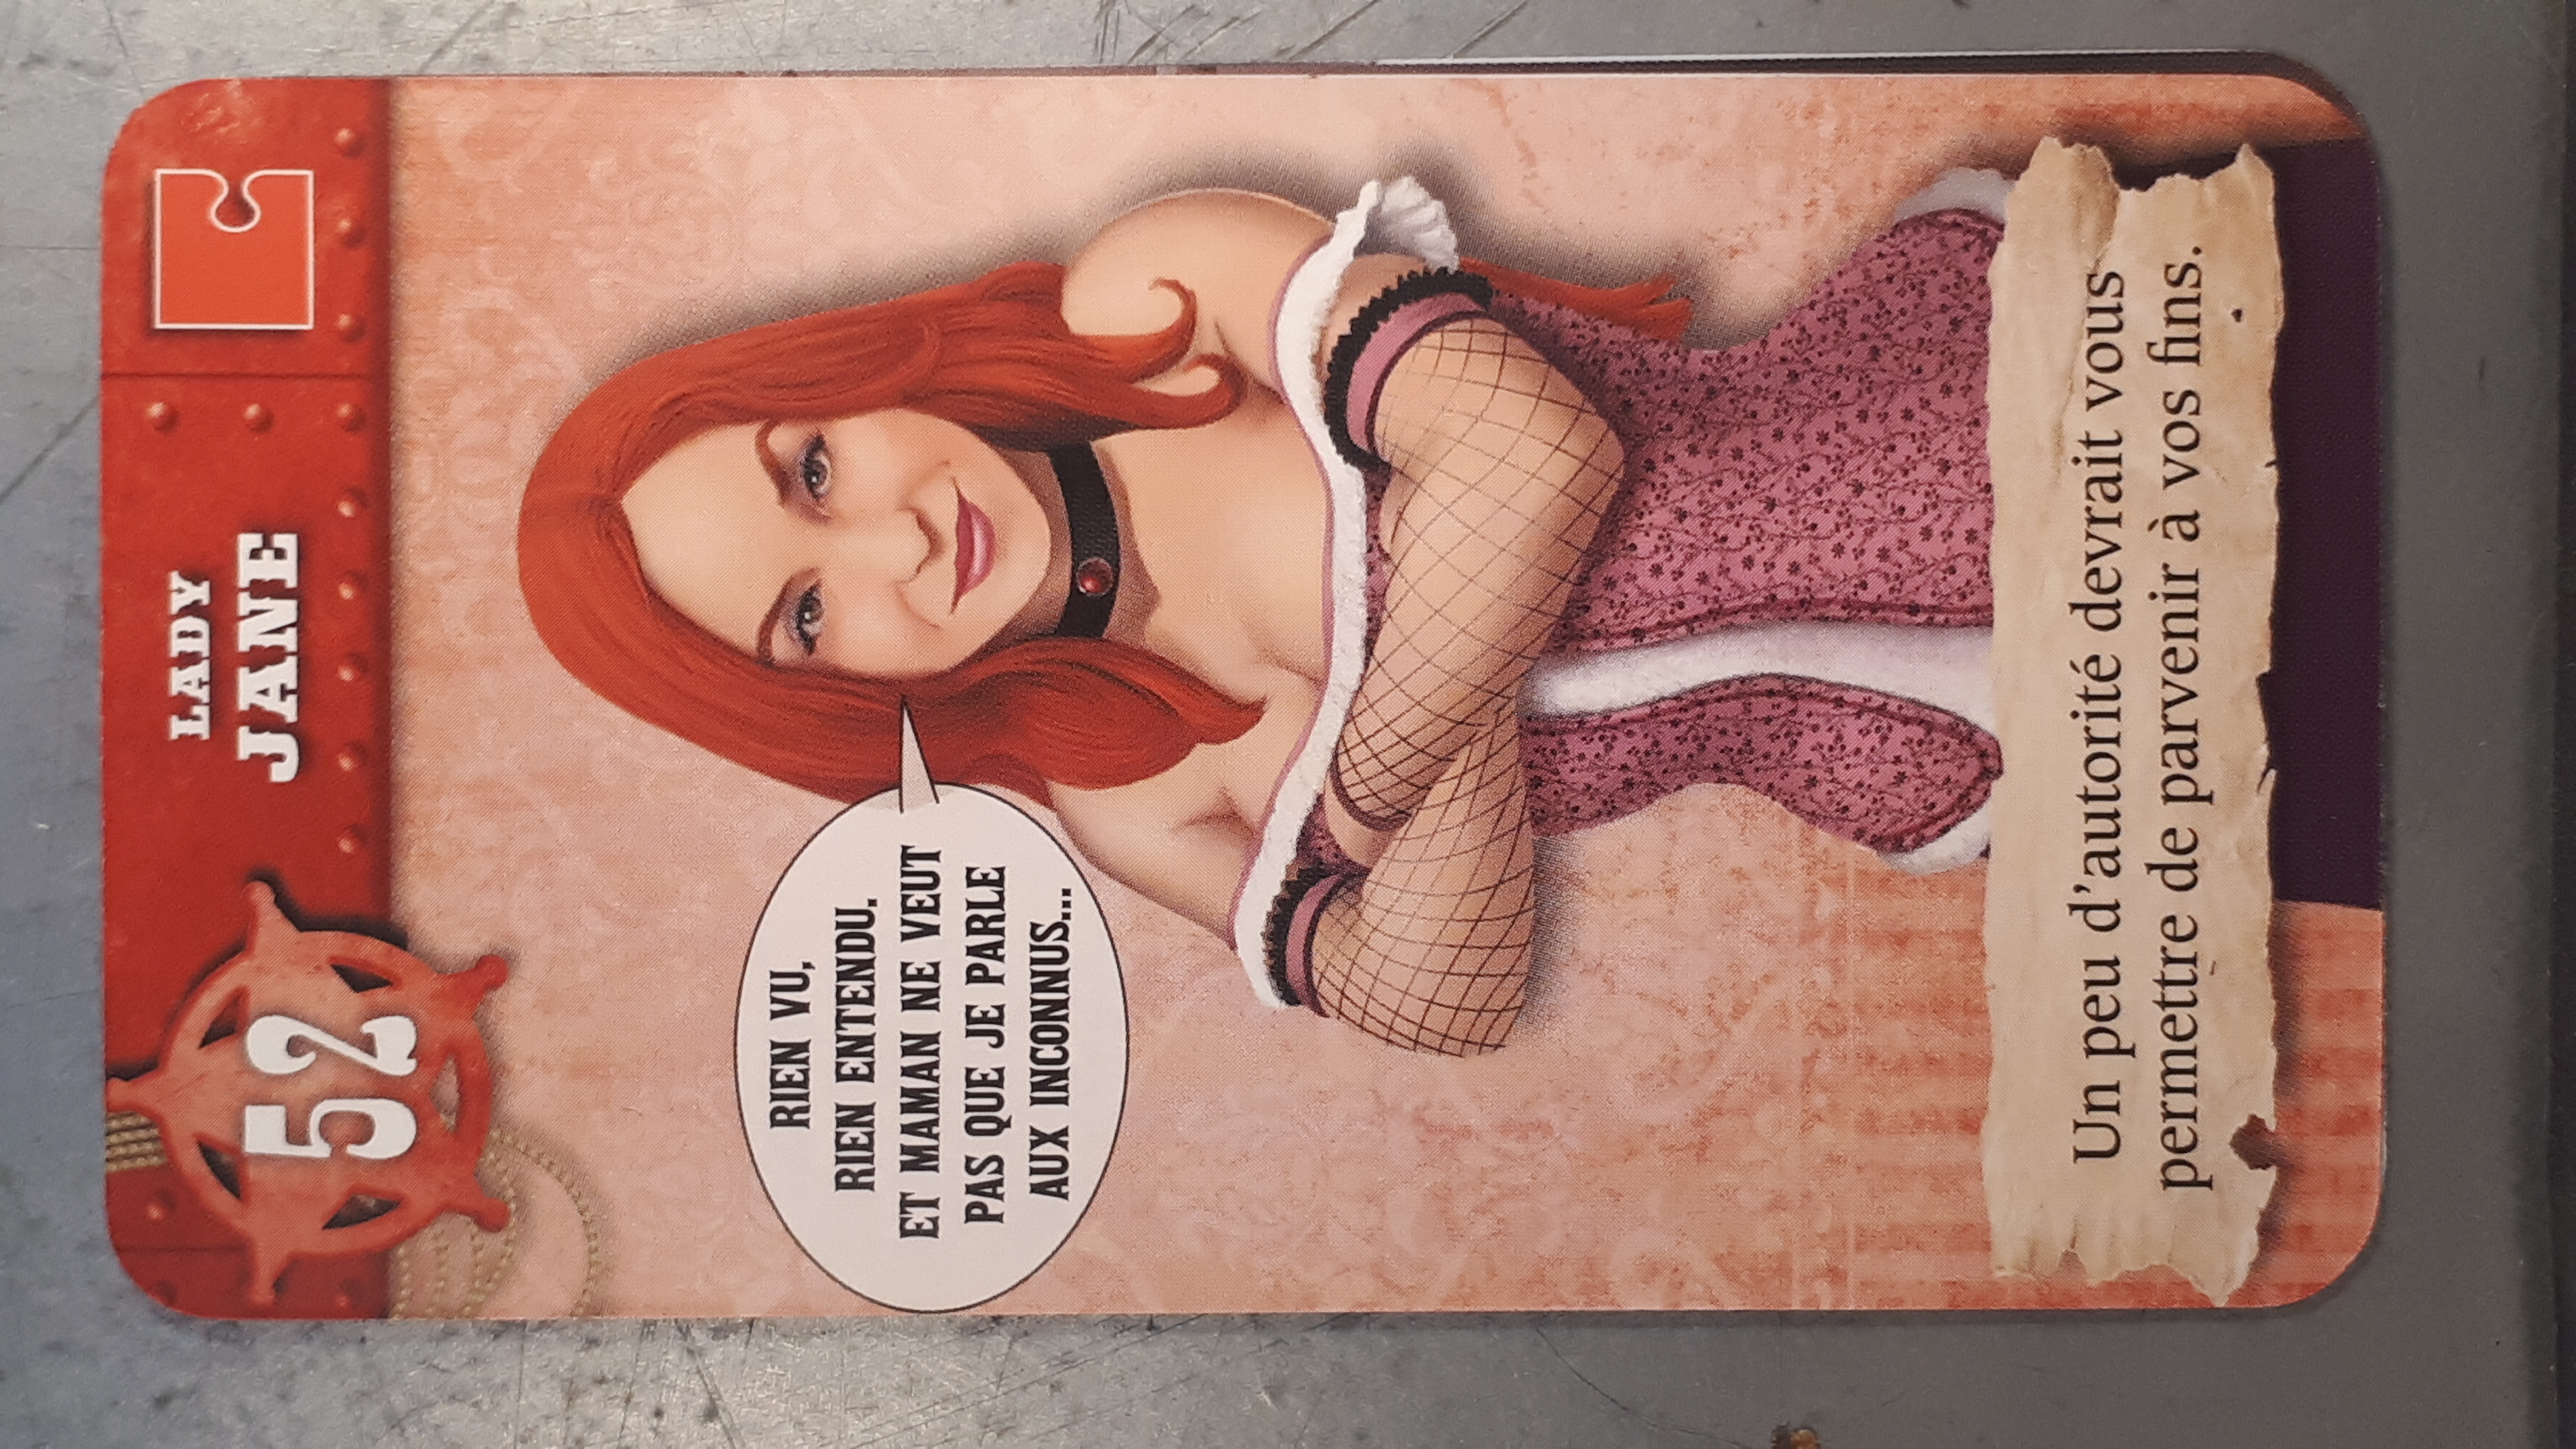 52
LADY
JANE
RIEN VU,
RIEN ENTENDU.
ET MAMAN NE VEUT
PAS QUE JE PARLE
AUX INCONNUS...
Un peu d'autorité devrait vous
permettre de parvenir à vos fins.